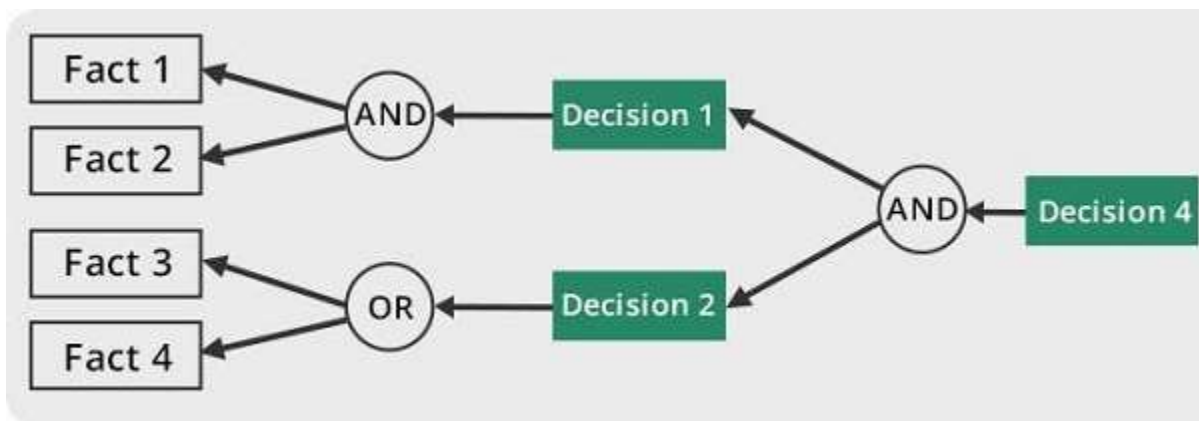 Fact 1
Fact 2
AND
Decision 1
Fact 3
Fact 4
OR
Decision 2
AND
Decision 4